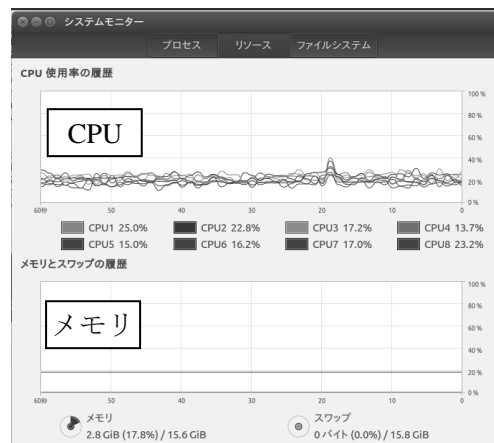 システムモニター
プロセス リソース ファイルシステム
CPU 使用率の履歴
CPU
100 %
80 %
60 %
40 %
20 %
0 %
60秒 50 40 30 20 10 0
CPU1 25.0% CPU2 22.8% CPU3 17.2% CPU4 13.7%
CPU5 15.0% CPU6 16.2% CPU7 17.0% CPU8 23.2%
メモリとスワップの履歴
メモリ
100 %
80 %
60 %
40 %
20 %
0 %
60秒 50 40 30 20 10 0
メモリ
2.8 GiB (17.8%) / 15.6 GiB
スワップ
0 バイト (0.0%) / 15.8 GiB